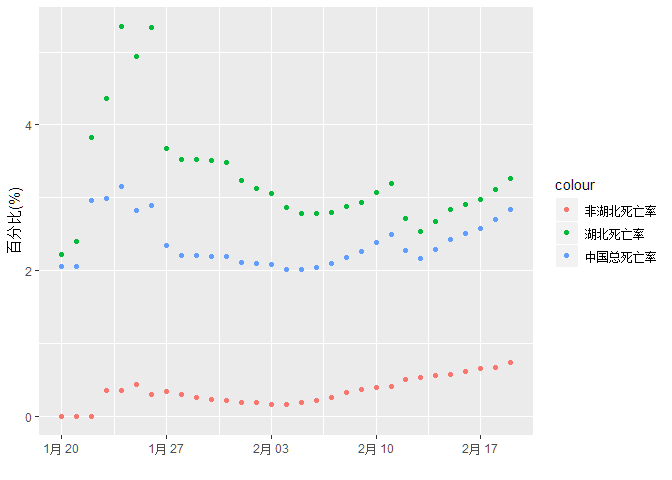 百分比(%)
4
2
0
1月 20
1月 27
2月 03
2月 10
2月 17
colour
非湖北死亡率
湖北死亡率
中国总死亡率